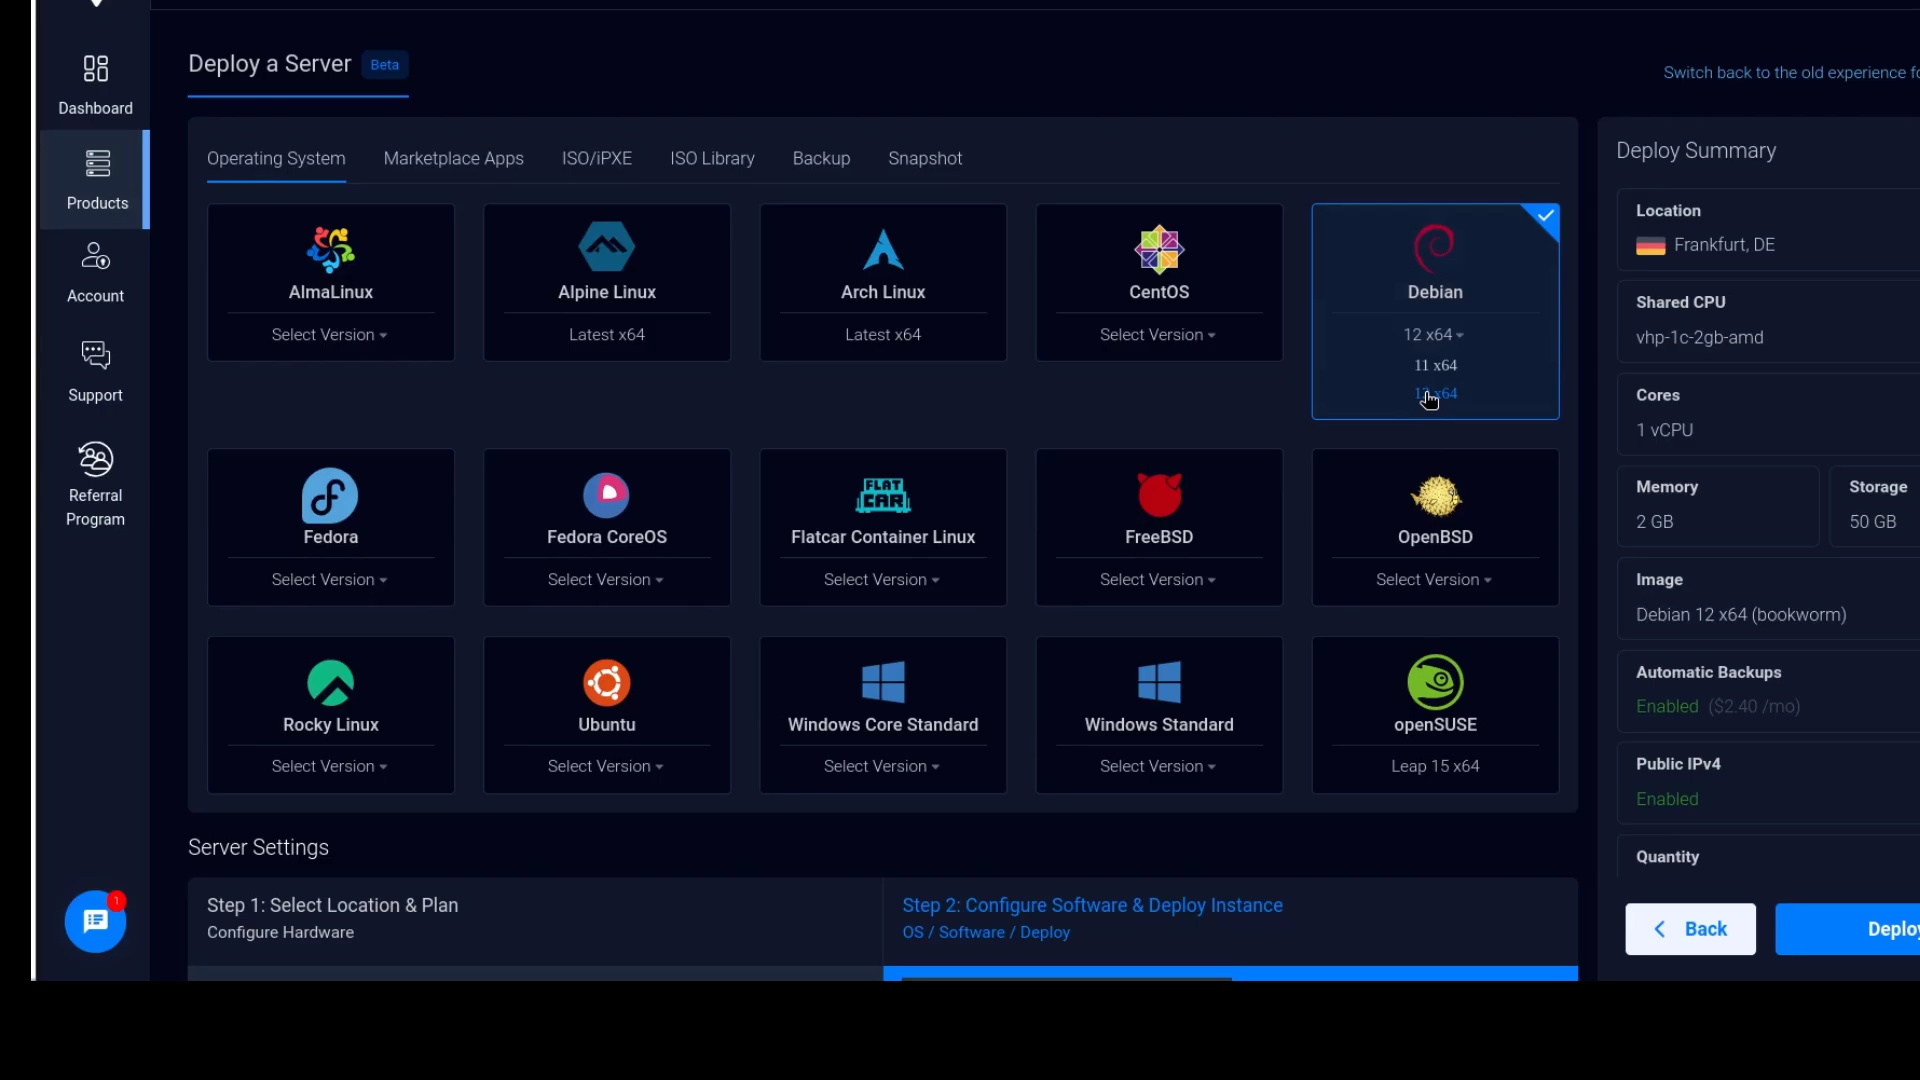 Deploy a Server
Beta
Switch back to the old experience
Dashboard
Products
Account
Support
Referral
Program
1
Operating System
Marketplace Apps
ISO/iPXE
ISO Library
Backup
Snapshot
AlmaLinux
Select Version
Alpine Linux
Latest x64
Arch Linux
Latest x64
CentOS
Select Version
Debian
12 x64
11 x64
x64
Fedora
Select Version
Fedora CoreOS
Select Version
FLAT
CAR
Flatcar Container Linux
Select Version
FreeBSD
Select Version
OpenBSD
Select Version
Rocky Linux
Select Version
Ubuntu
Select Version
Windows Core Standard
Select Version
Windows Standard
Select Version
openSUSE
Leap 15 x64
Server Settings
Step 1: Select Location & Plan
Configure Hardware
Step 2: Configure Software & Deploy Instance
OS / Software / Deploy
Deploy Summary
Location
Frankfurt, DE
Shared CPU
vhp-1c-2gb-amd
Cores
1 vCPU
Memory
2 GB
Storage
50 GB
Image
Debian 12 x64 (bookworm)
Automatic Backups
Enabled ($2.40 /mo)
Public IPv4
Enabled
Quantity
Back
Deploy